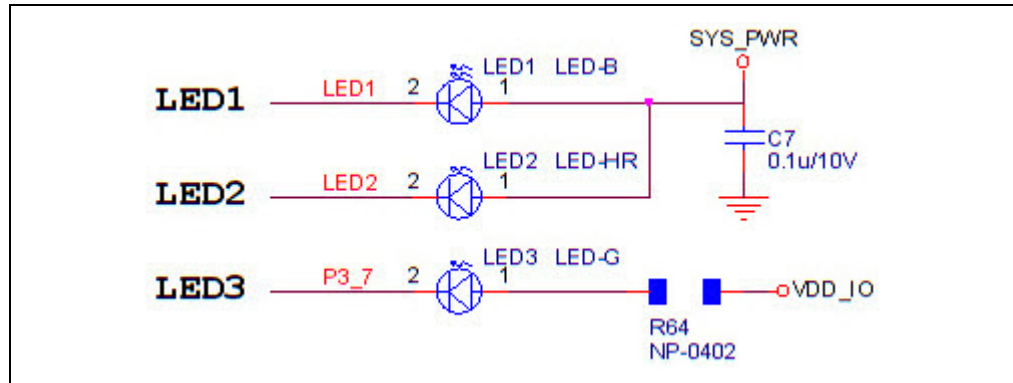 SYS_PWR
LED1 LED1 2 LED1 LED-B 1
C7
0.1u/10V
LED2 LED2 2 LED2 LED-HR 1
LED3 P3_7 2 LED3 LED-G 1 VDD_IO
R64
NP-0402